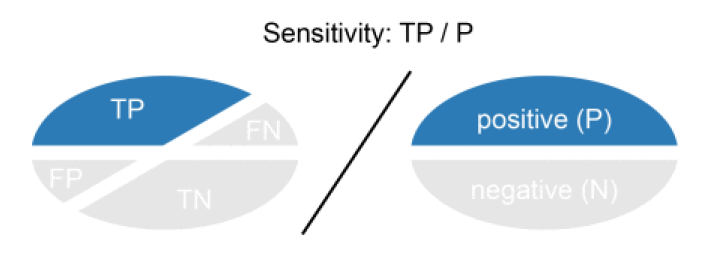 Sensitivity: TP / P
TP
FN
FP
TN
positive (P)
negative (N)